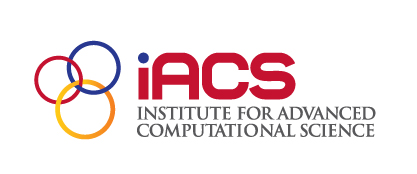 iACS
INSTITUTE FOR ADVANCED
COMPUTATIONAL SCIENCE